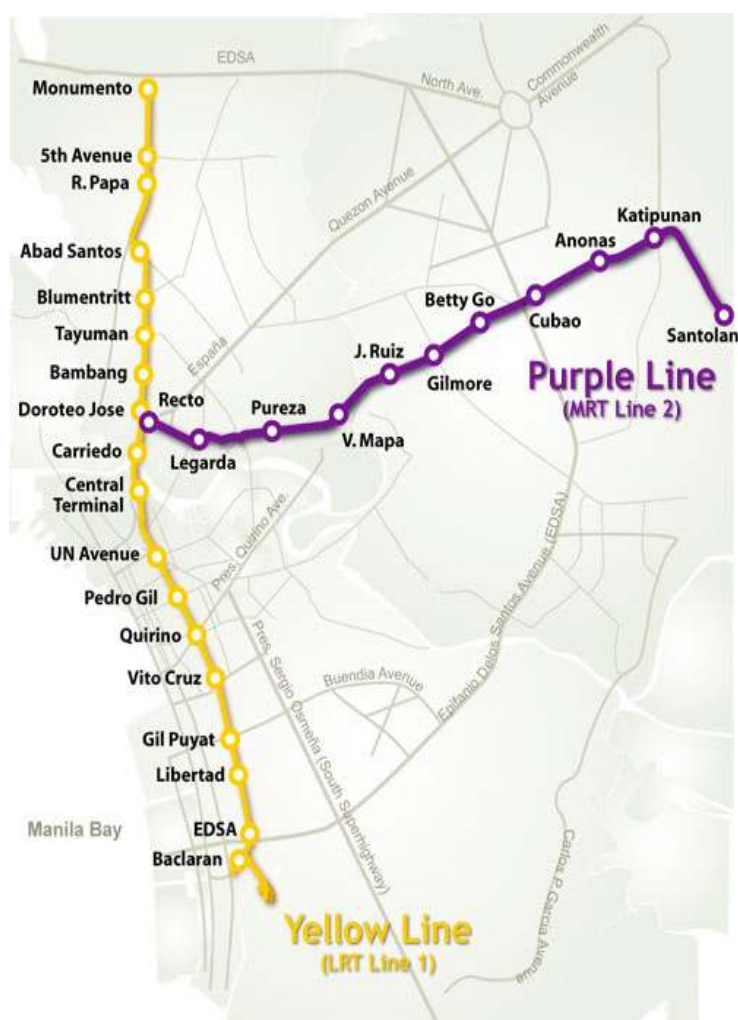 EDSA
Commonwealth
Avenue
North Ave.
Monumento
5th Avenue
R. Papa
Quezon Avenue
Katipunan
Anonas
Abad Santos
Blumentritt
Betty Go
Cubao
Tayuman
Santolan
España
J. Ruiz
Gilmore
Bambang
Purple Line
(MRT Line 2)
Recto
Pureza
Doroteo Jose
V. Mapa
Carriedo
Legarda
Central
Terminal
Pres. Quirino Ave.
UN Avenue
Epifanio Delos Santos Avenue (EDSA)
Pedro Gil
Quirino
Pres. Sergio Osmeña (South Superhighway)
Vito Cruz
Buendia Avenue
Gil Puyat
Libertad
Manila Bay
EDSA
Baclaran
Carlos P. Garcia Avenue
Yellow Line
(LRT Line 1)